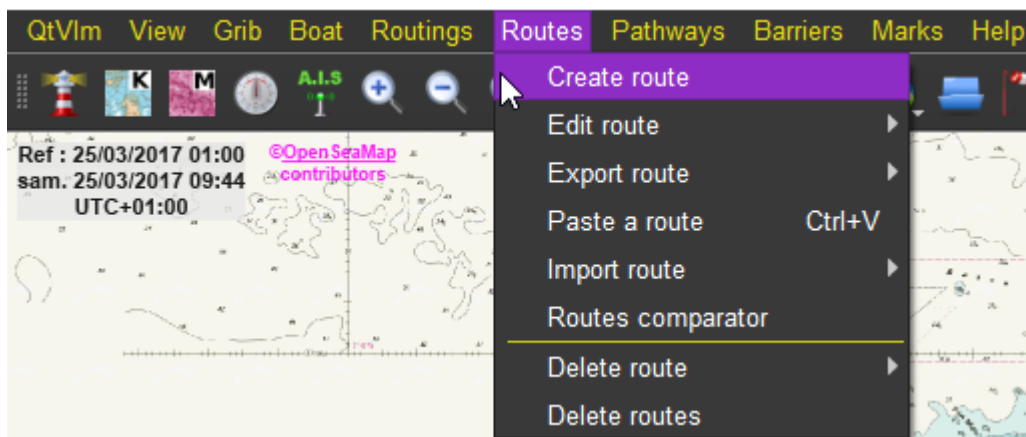 QtVlm View Grib Boat Routings Routes Pathways Barriers Marks Help
K M A.I.S
Create route
Edit route
Export route
Paste a route Ctrl+V
Import route
Routes comparator
Delete route
Delete routes
Ref : 25/03/2017 01:00
sam. 25/03/2017 09:44
UTC+01:00
©OpenSeaMap
contributors